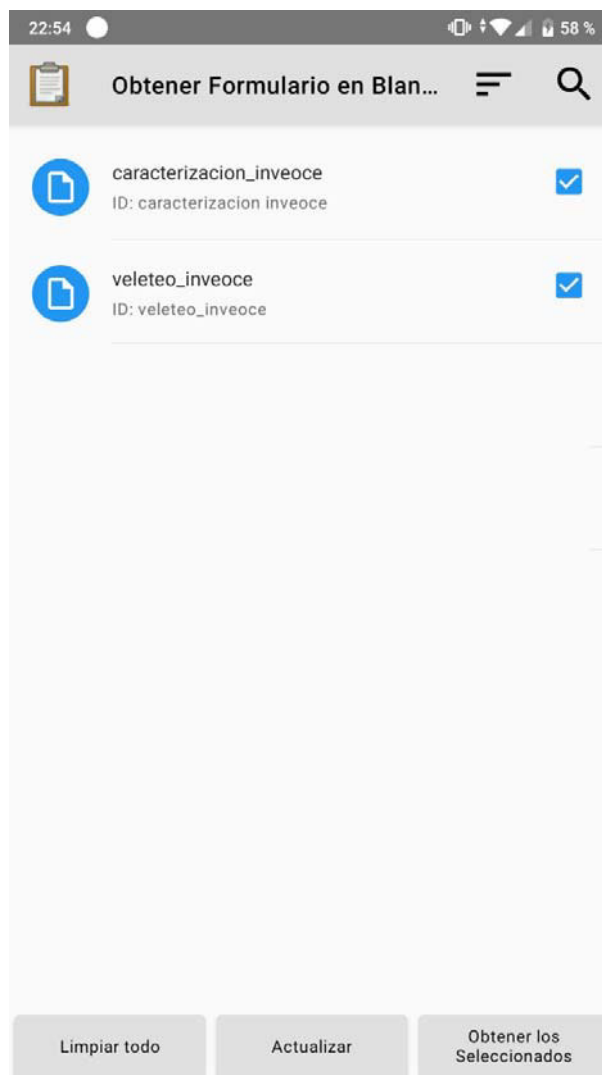 22:54 58 %
Obtener Formulario en Blan...
caracterizacion_inveoce
ID: caracterizacion inveoce
veleteo_inveoce
ID: veleteo_inveoce
Limpiar todo
Actualizar
Obtener los
Seleccionados